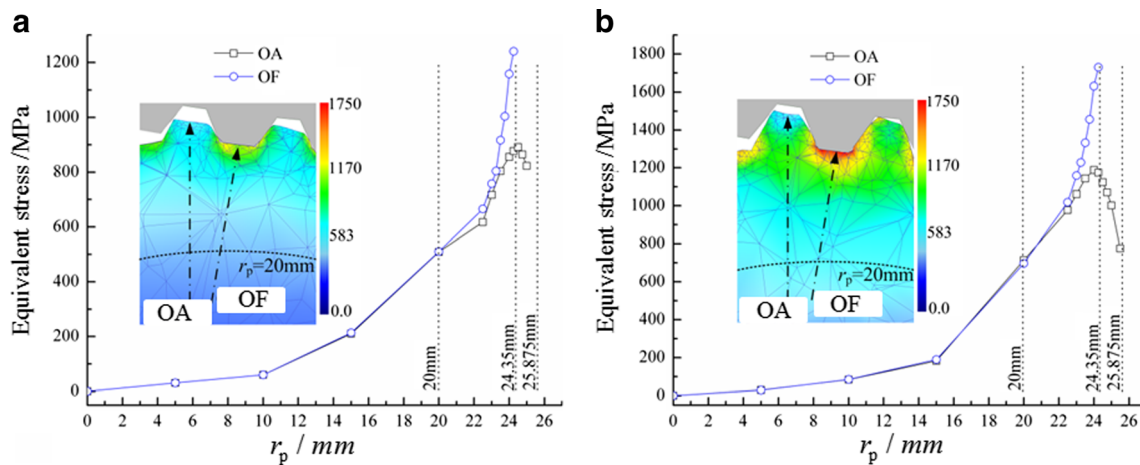 a
Equivalent stress /MPa
1200
1000
800
600
400
200
0
OA
OF
1750
1170
583
0.0
rp=20mm
OA
OF
20mm
24.35mm
25.875mm
0 2 4 6 8 10 12 14 16 18 20 22 24 26
rp / mm
b
Equivalent stress /MPa
1800
1600
1400
1200
1000
800
600
400
200
0
OA
OF
1750
1170
583
0.0
rp=20mm
OA
OF
20mm
24.35mm
25.875mm
0 2 4 6 8 10 12 14 16 18 20 22 24 26
rp / mm